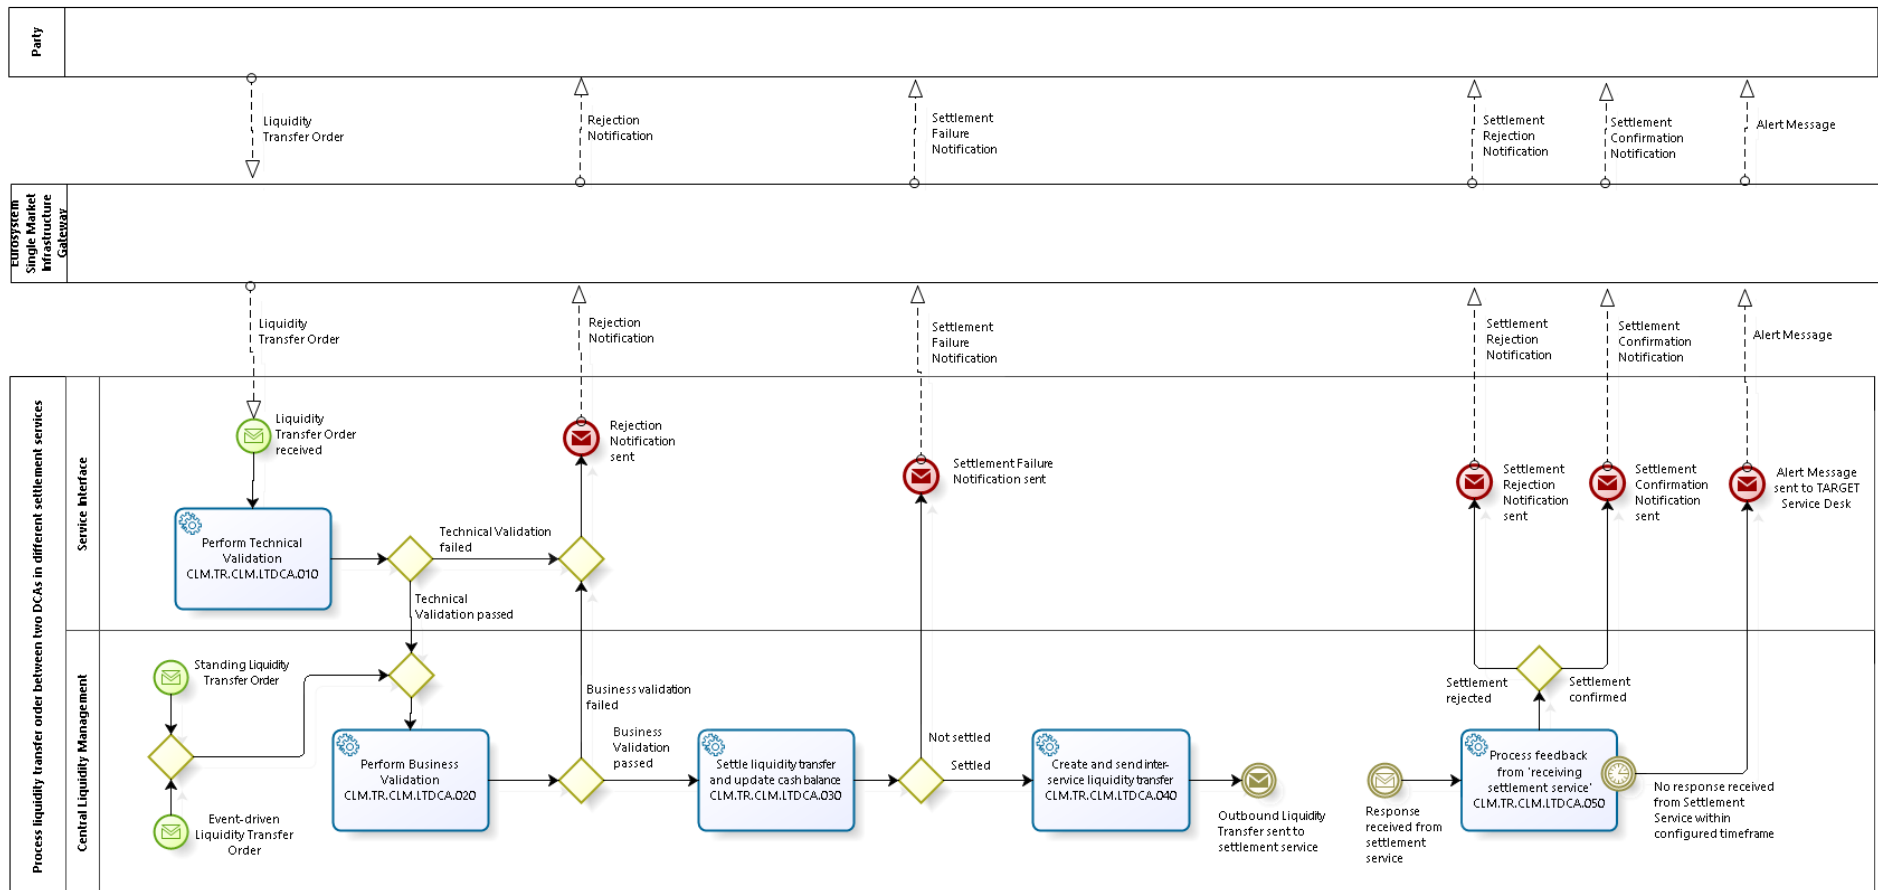 Party
Liquidity
Transfer Order
Rejection
Notification
Settlement
Failure
Notification
Settlement
Rejection
Notification
Settlement
Confirmation
Notification
Alert Message
Eurosystem
Single Market
Infrastructure
Gateway
Liquidity
Transfer Order
Rejection
Notification
Settlement
Failure
Notification
Settlement
Rejection
Notification
Settlement
Confirmation
Notification
Alert Message
Process liquidity transfer order between two DCAs in different settlement services
Service Interface
Liquidity
Transfer Order
received
Rejection
Notification
sent
Settlement Failure
Notification sent
Settlement
Rejection
Notification
sent
Settlement
Confirmation
Notification
sent
Alert Message
sent to TARGET
Service Desk
Perform Technical
Validation
CLM.TR.CLM.LTDCA.010
Technical Validation
failed
Technical
Validation passed
Central Liquidity Management
Standing Liquidity
Transfer Order
Event-driven
Liquidity Transfer
Order
Perform Business
Validation
CLM.TR.CLM.LTDCA.020
Business validation
failed
Business
Validation
passed
Settle liquidity transfer
and update cash balance
CLM.TR.CLM.LTDCA.030
Not settled
Settled
Create and send inter-
service liquidity transfer
CLM.TR.CLM.LTDCA.040
Outbound Liquidity
Transfer sent to
settlement service
Response
received from
settlement
service
Settlement
rejected
Settlement
confirmed
Process feedback
from 'receiving
settlement service'
CLM.TR.CLM.LTDCA.050
No response received
from Settlement
Service within
configured timeframe